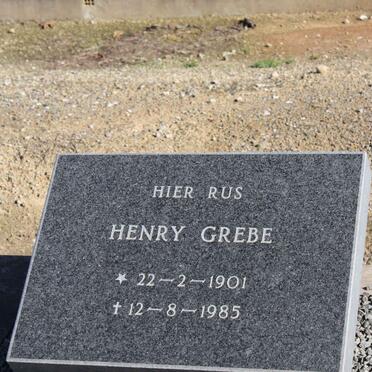 HIER RUS
HENRY GREBE
★ 22-2-1901
✝ 12-8-1985